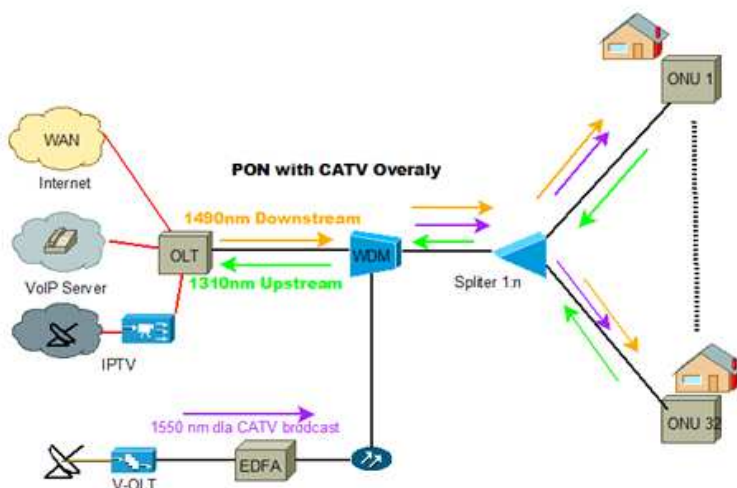 ONU 1
WAN
Internet
PON with CATV Overaly
1490nm Downstream
OLT
WDM
1310nm Upstream
Spliter 1:n
VoIP Server
IPTV
1550 nm dla CATV brodcast
EDFA
V-OLT
ONU 32